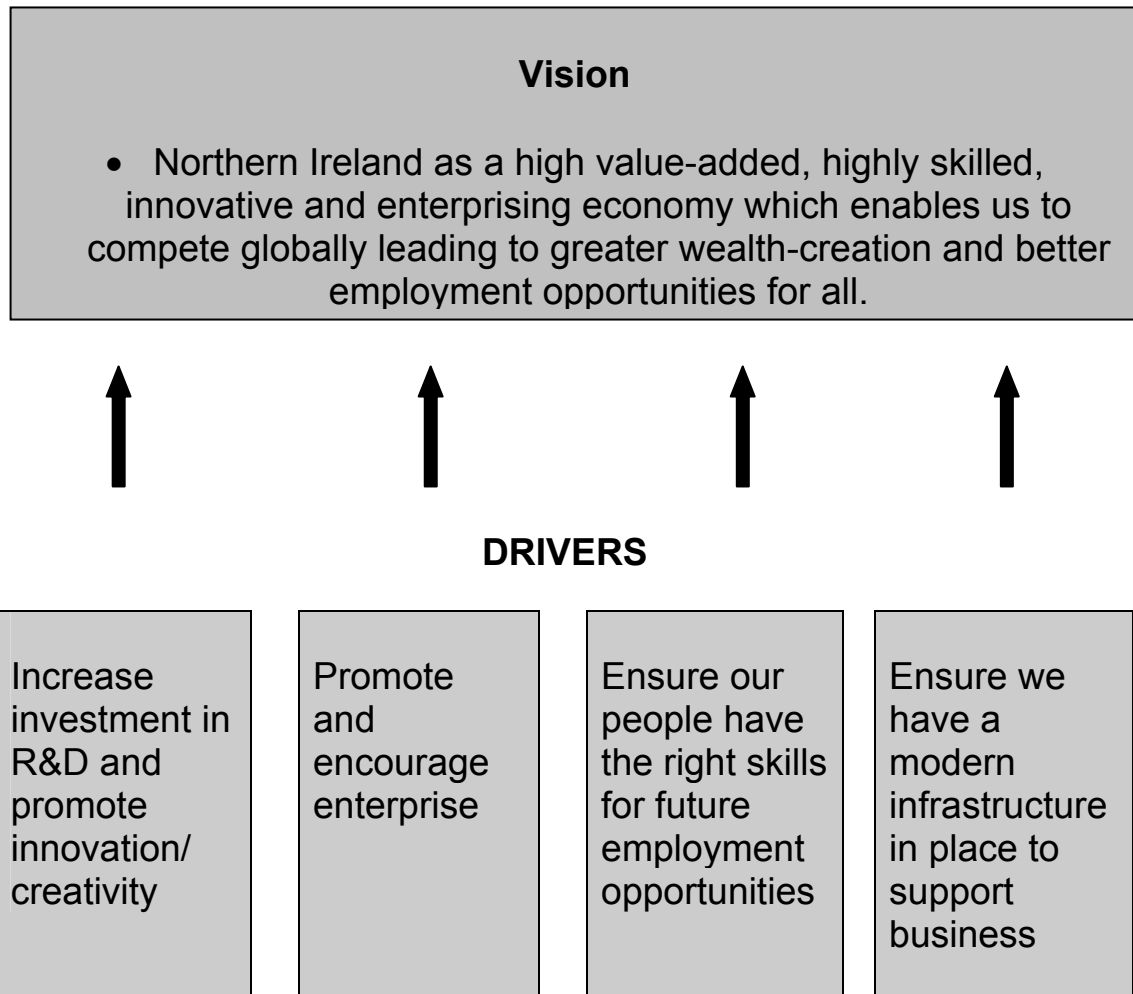 Vision
• Northern Ireland as a high value-added, highly skilled,
innovative and enterprising economy which enables us to
compete globally leading to greater wealth-creation and better
employment opportunities for all.
DRIVERS
Increase
investment in
R&D and
promote
innovation/
creativity
Promote
and
encourage
enterprise
Ensure our
people have
the right skills
for future
employment
opportunities
Ensure we
have a
modern
infrastructure
in place to
support
business